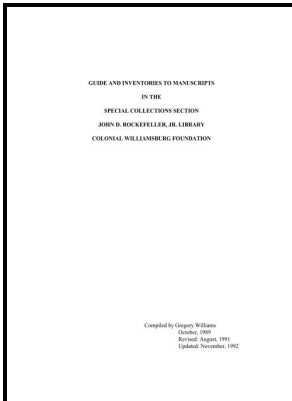 GUIDE AND INVENTORIES TO MANUSCRIPTS
IN THE
SPECIAL COLLECTIONS SECTION
JOHN D. ROCKEFELLER, JR. LIBRARY
COLONIAL WILLIAMSBURG FOUNDATION
Compiled by Gregory Williams
October, 1989
Revised: August, 1991
Updated: November, 1992